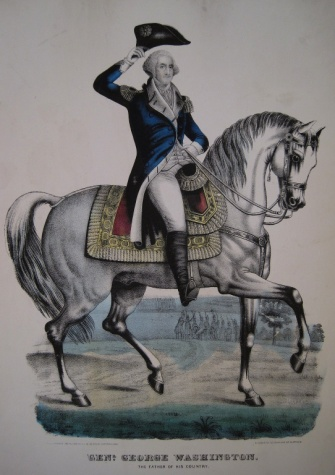 GENL. GEORGE WASHINGTON.
THE FATHER OF HIS COUNTRY.